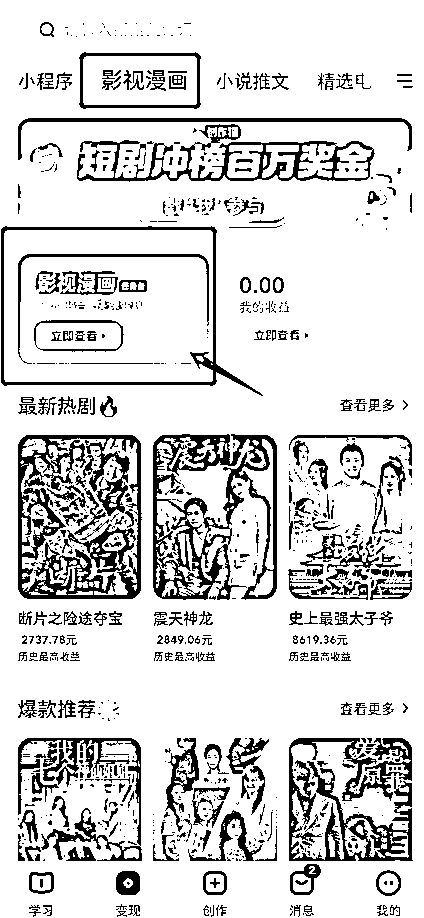 小程序 影视漫画 小说推文 精选
短剧冲榜百万奖金
影视漫画
立即查看
0.00
我的收益
立即查看
最新热剧
查看更多
断片之险途夺宝
2737.78元
历史最高收益
震天神龙
2849.06元
历史最高收益
史上最强太子爷
8619.36元
历史最高收益
爆款推荐
查看更多
我的
学习
变现
创作
2
消息
我的